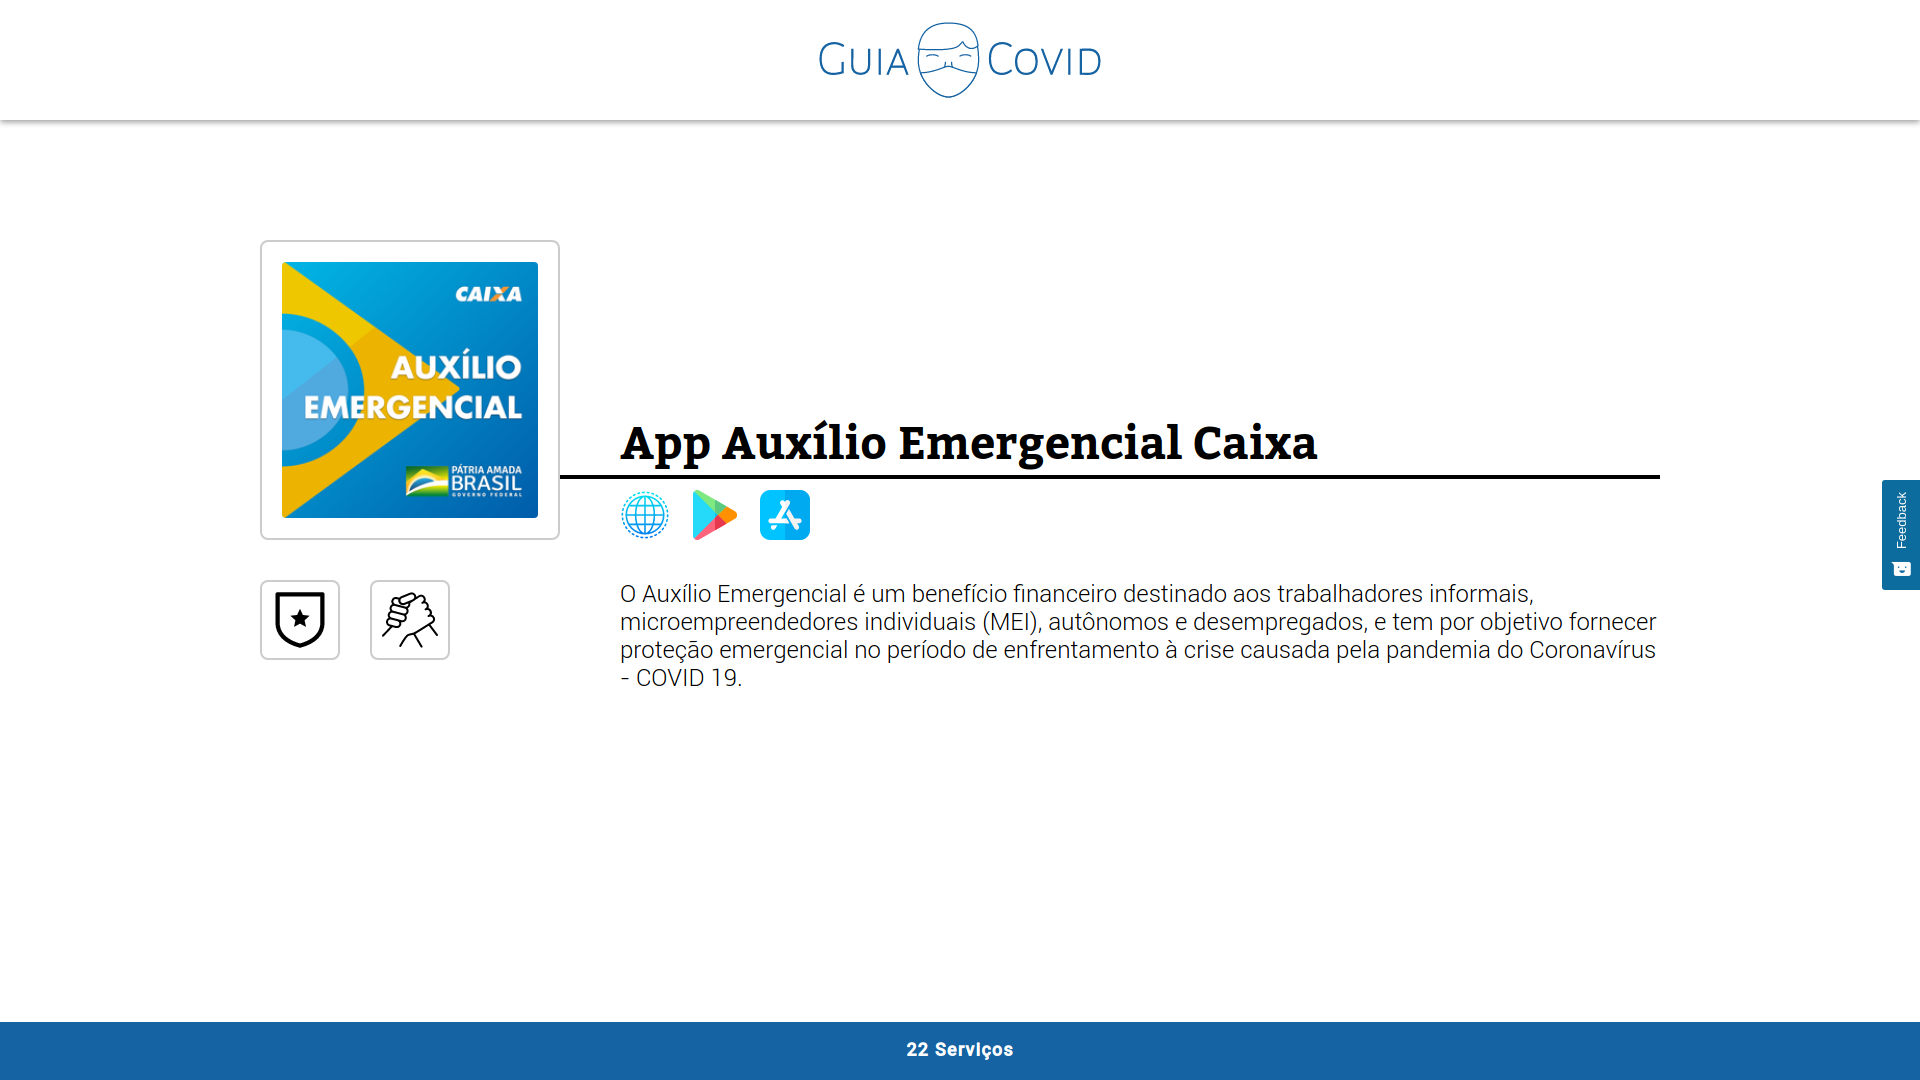 GUIA COVID
CAIXA
AUXÍLIO
EMERGENCIAL
PÁTRIA AMADA
BRASIL
GOVERNO FEDERAL
App Auxílio Emergencial Caixa
Feedback
O Auxílio Emergencial é um benefício financeiro destinado aos trabalhadores informais,
microempreendedores individuais (MEI), autônomos e desempregados, e tem por objetivo fornecer
proteção emergencial no período de enfrentamento à crise causada pela pandemia do Coronavírus
- COVID 19.
22 Serviços